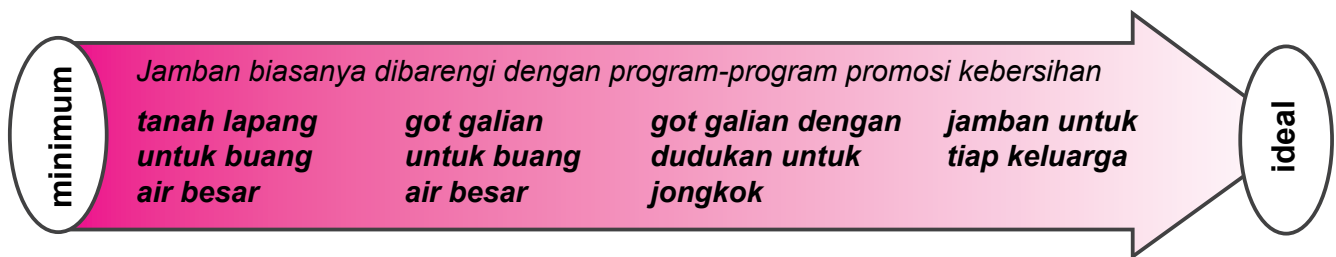 minimum
Jamban biasanya dibarengi dengan program-program promosi kebersihan
tanah lapang
untuk buang
air besar
got galian
untuk buang
air besar
got galian dengan
dudukan untuk
jongkok
jamban untuk
tiap keluarga
ideal